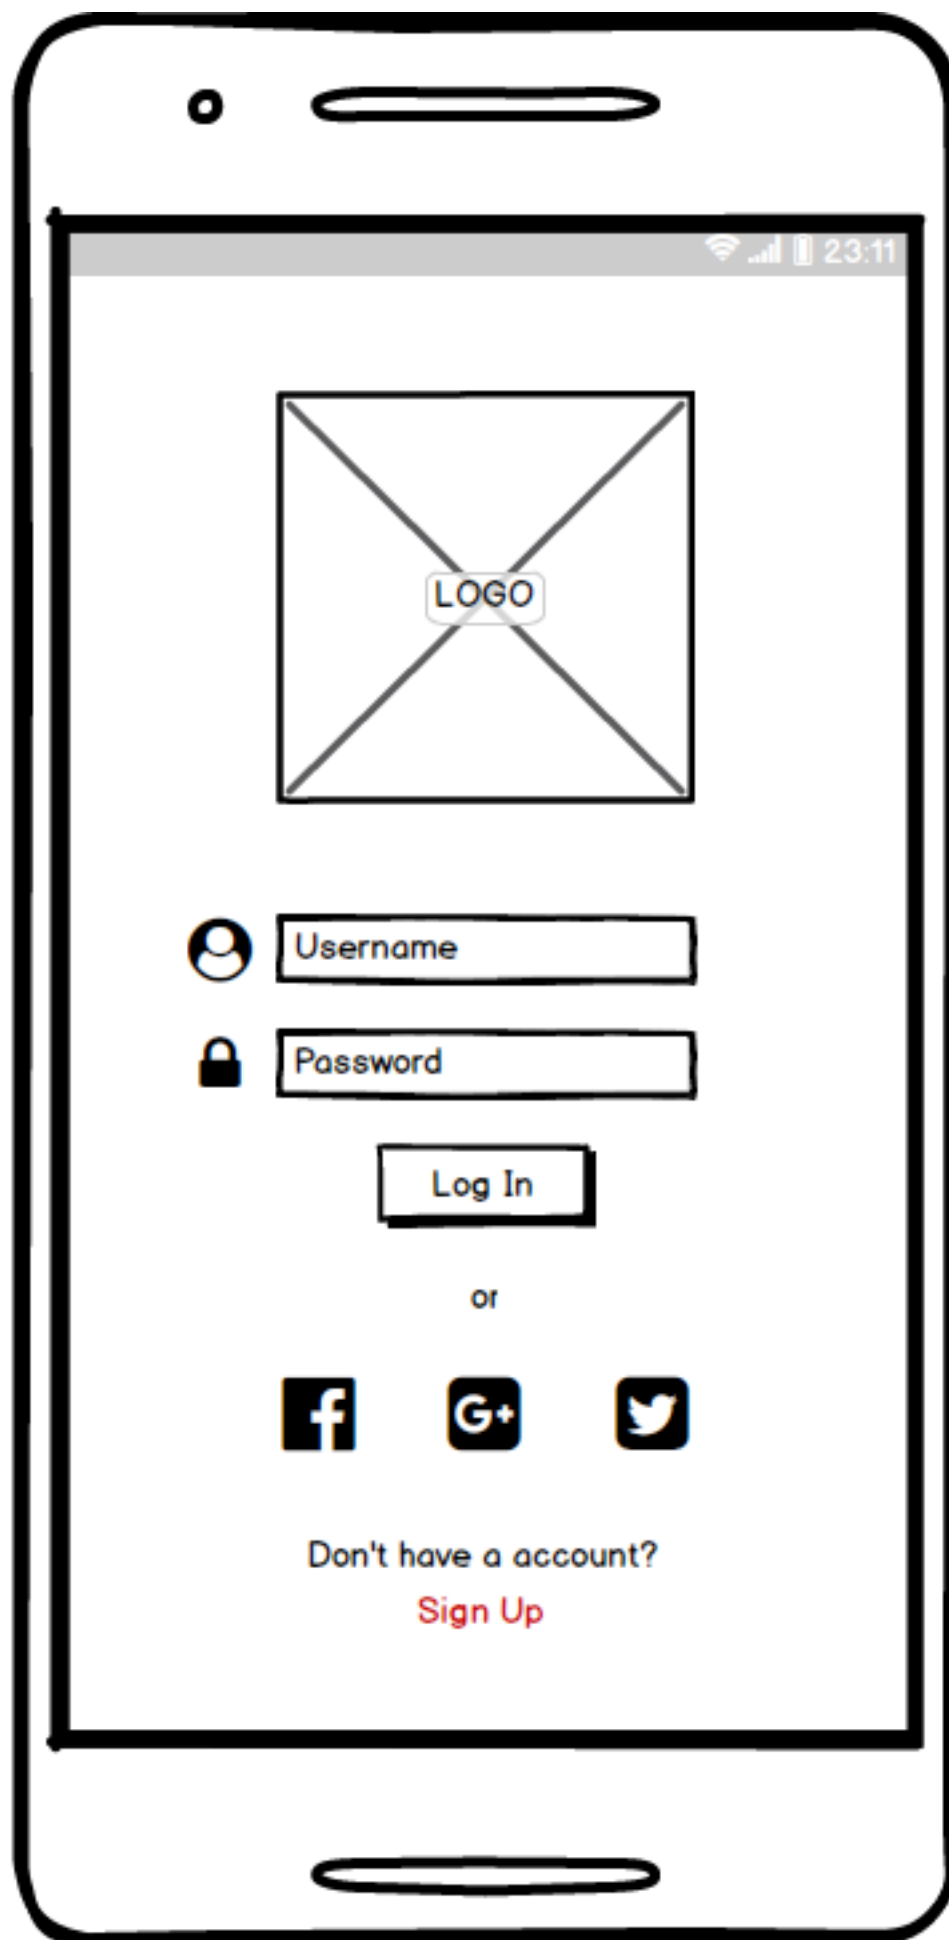 23:11
LOGO
Username
Password
Log In
or
f
G+
Don't have a account?
Sign Up